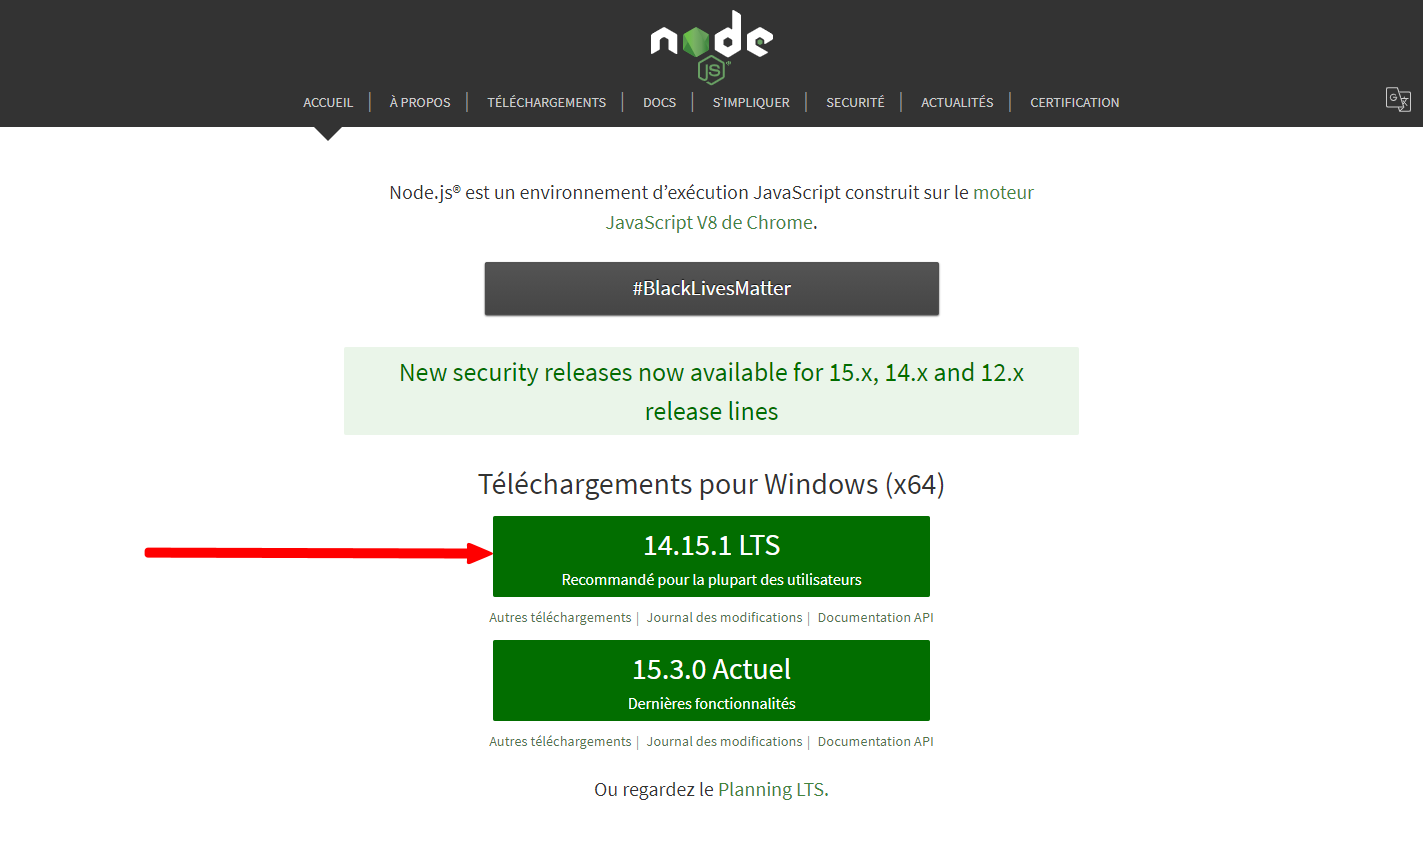 node
JS
ACCUEIL | À PROPOS | TÉLÉCHARGEMENTS | DOCS | S’IMPLIQUER | SECURITÉ | ACTUALITÉS | CERTIFICATION
Node.js® est un environnement d’exécution JavaScript construit sur le moteur
JavaScript V8 de Chrome.
#BlackLivesMatter
New security releases now available for 15.x, 14.x and 12.x
release lines
Téléchargements pour Windows (x64)
14.15.1 LTS
Recommandé pour la plupart des utilisateurs
Autres téléchargements | Journal des modifications | Documentation API
15.3.0 Actuel
Dernières fonctionnalités
Autres téléchargements | Journal des modifications | Documentation API
Ou regardez le Planning LTS.